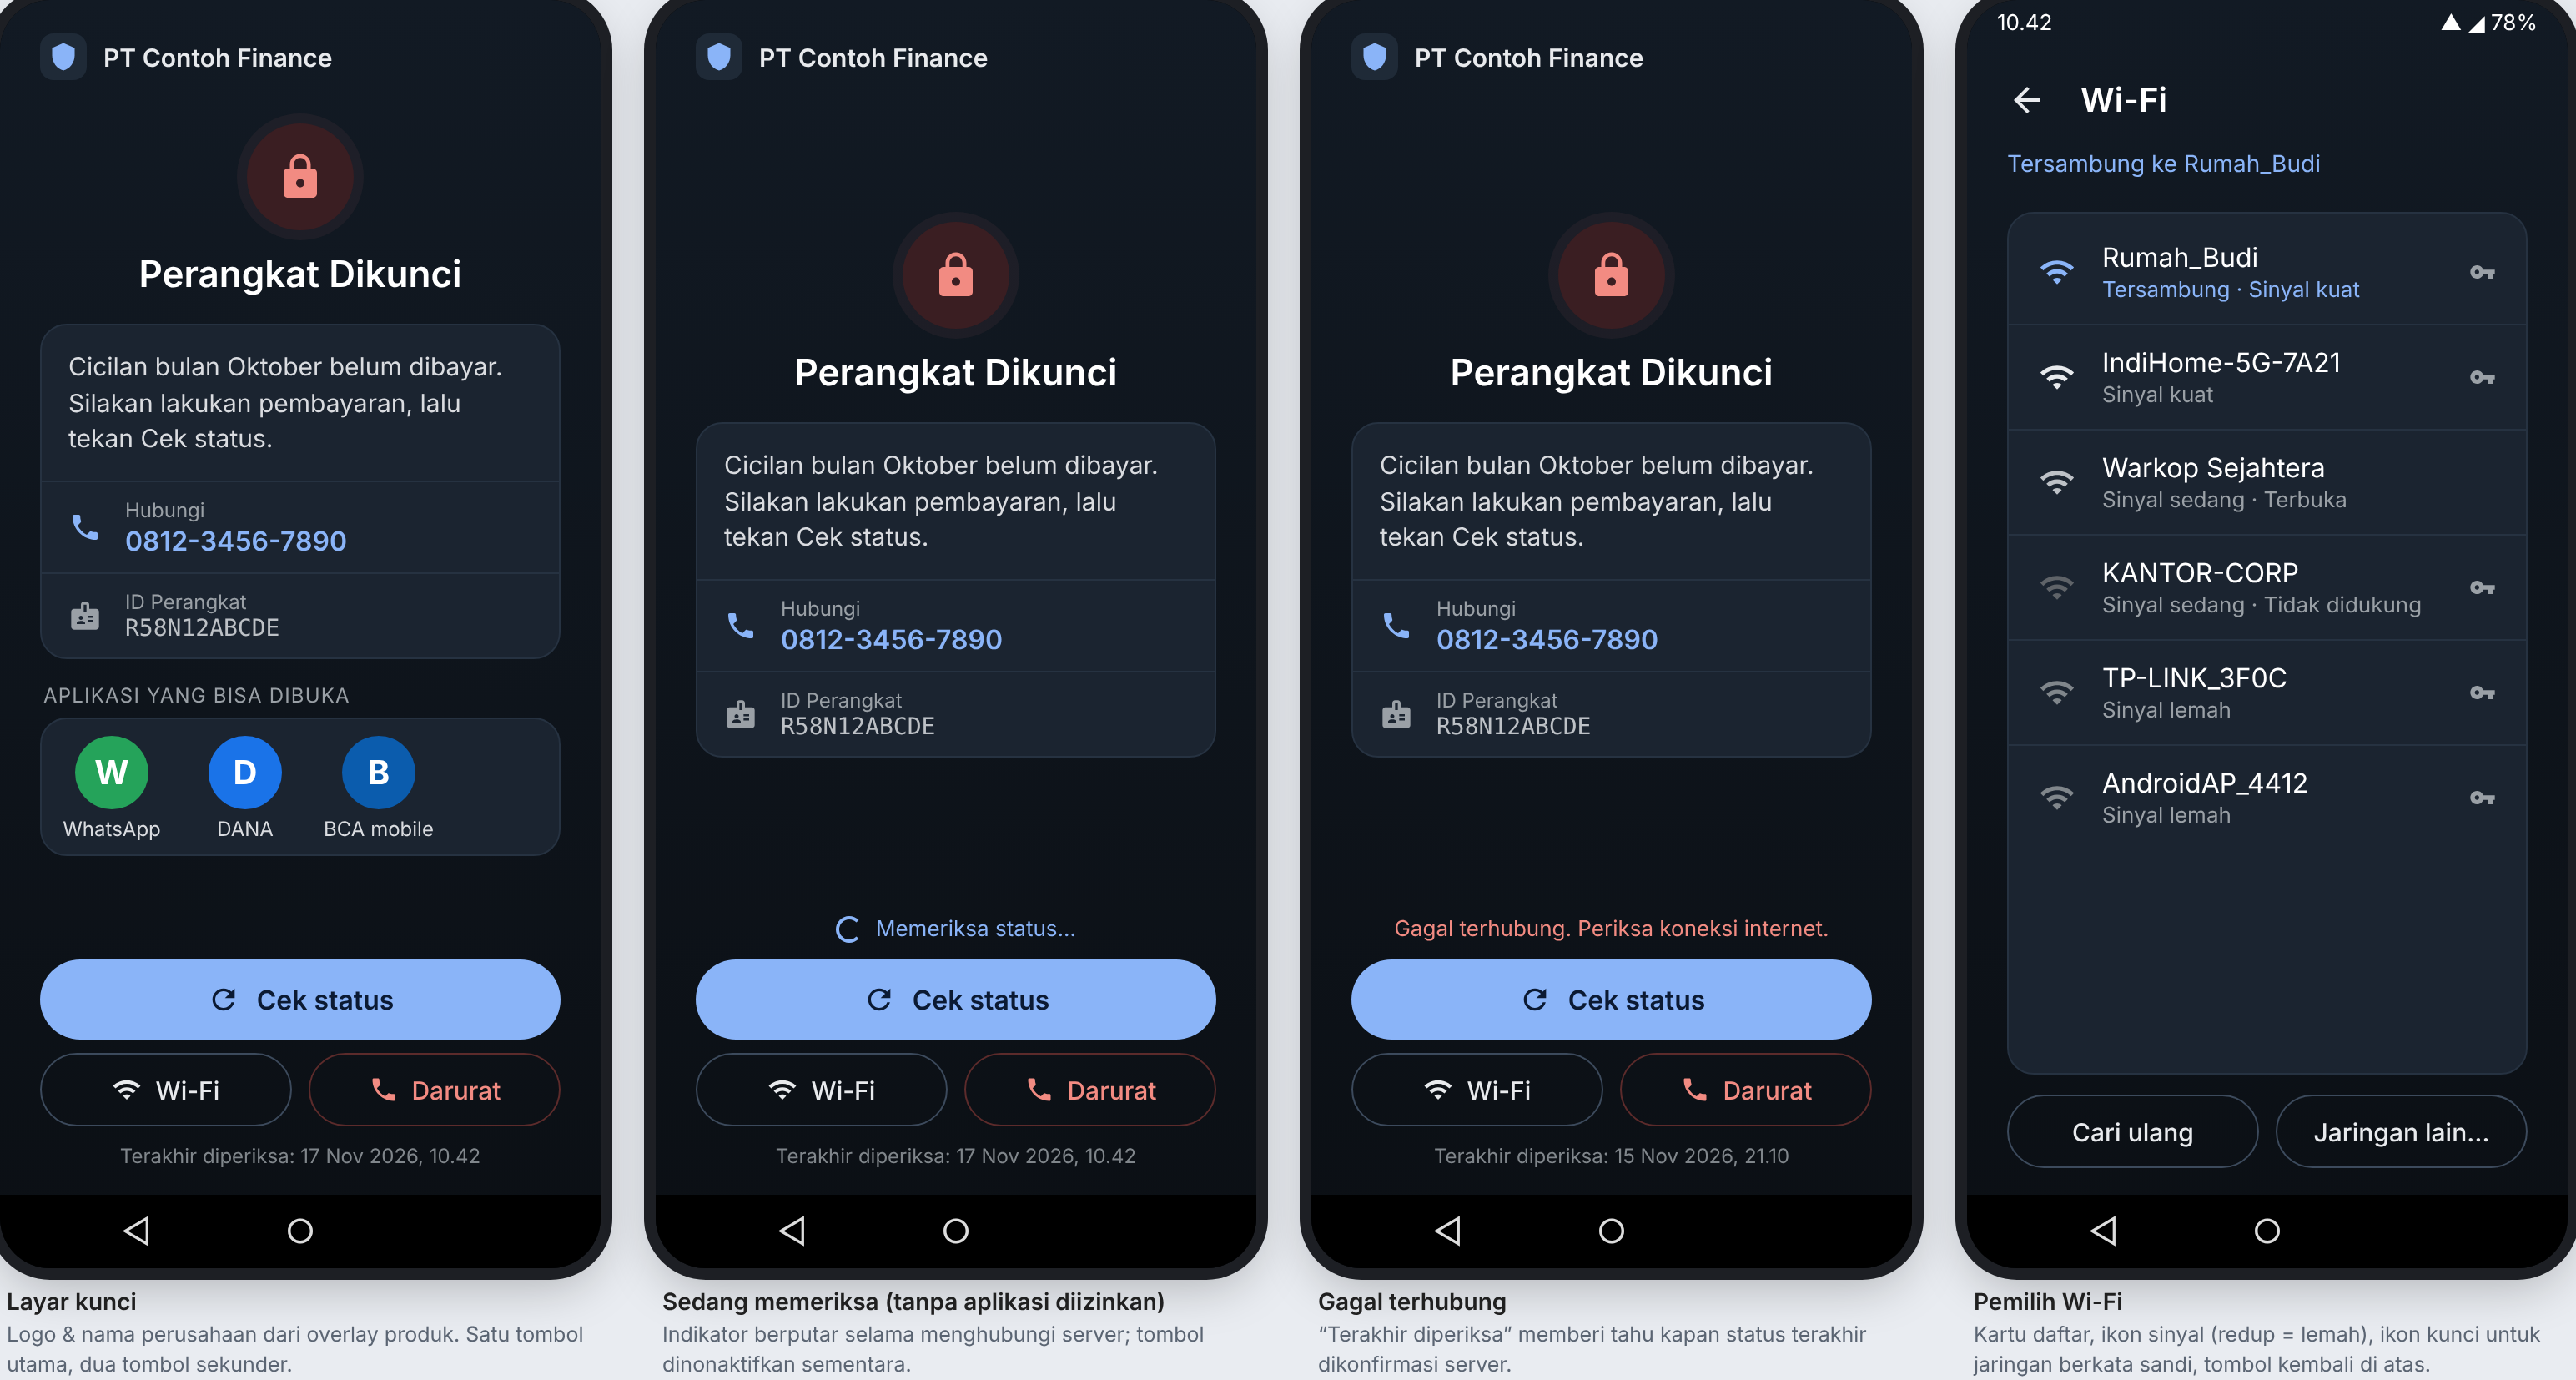 PT Contoh Finance
Perangkat Dikunci
Cicilan bulan Oktober belum dibayar.
Silakan lakukan pembayaran, lalu
tekan Cek status.
Hubungi
0812-3456-7890
ID Perangkat
R58N12ABCDE
APLIKASI YANG BISA DIBUKA
W
D
B
WhatsApp
DANA
BCA mobile
Cek status
Wi-Fi
Darurat
Terakhir diperiksa: 17 Nov 2026, 10.42
Layar kunci
Logo & nama perusahaan dari overlay produk. Satu tombol
utama, dua tombol sekunder.
PT Contoh Finance
Perangkat Dikunci
Cicilan bulan Oktober belum dibayar.
Silakan lakukan pembayaran, lalu
tekan Cek status.
Hubungi
0812-3456-7890
ID Perangkat
R58N12ABCDE
Memeriksa status...
Cek status
Wi-Fi
Darurat
Terakhir diperiksa: 17 Nov 2026, 10.42
Sedang memeriksa (tanpa aplikasi diizinkan)
Indikator berputar selama menghubungi server; tombol
dinonaktifkan sementara.
PT Contoh Finance
Perangkat Dikunci
Cicilan bulan Oktober belum dibayar.
Silakan lakukan pembayaran, lalu
tekan Cek status.
Hubungi
0812-3456-7890
ID Perangkat
R58N12ABCDE
Gagal terhubung. Periksa koneksi internet.
Cek status
Wi-Fi
Darurat
Terakhir diperiksa: 15 Nov 2026, 21.10
Gagal terhubung
“Terakhir diperiksa” memberi tahu kapan status terakhir
dikonfirmasi server.
10.42
78%
Wi-Fi
Tersambung ke Rumah_Budi
Rumah_Budi
Tersambung · Sinyal kuat
IndiHome-5G-7A21
Sinyal kuat
Warkop Sejahtera
Sinyal sedang · Terbuka
KANTOR-CORP
Sinyal sedang · Tidak didukung
TP-LINK_3F0C
Sinyal lemah
AndroidAP_4412
Sinyal lemah
Cari ulang
Jaringan lain...
Pemilih Wi-Fi
Kartu daftar, ikon sinyal (redup = lemah), ikon kunci untuk
jaringan berkata sandi, tombol kembali di atas.